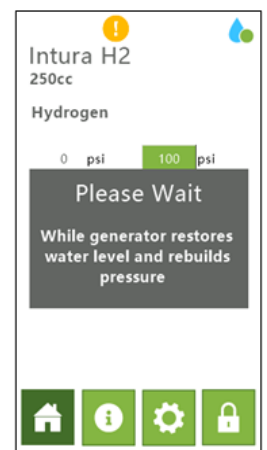 !
Intura H2
250cc
Hydrogen
0 psi 100 psi
Please Wait
While generator restores
water level and rebuilds
pressure
i